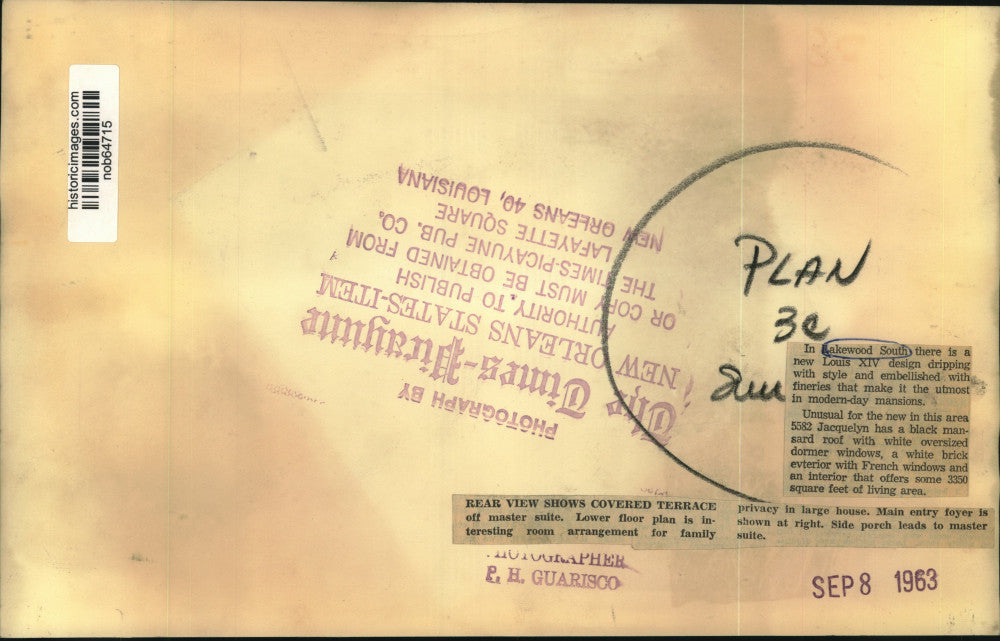 historicimages.com
nob64715
PHOTOGRAPH BY
The Times-Picayune
NEW ORLEANS STATES-ITEM
AUTHORITY TO PUBLISH
OR COPY MUST BE OBTAINED FROM
THE TIMES-PICAYUNE PUB. CO.
LAFAYETTE SQUARE
NEW ORLEANS 40, LOUISIANA
PLAN
3c
In Lakewood South there is a
new Louis XIV design dripping
with style and embellished with
fineries that make it the utmost
in modern-day mansions.
Unusual for the new in this area
5582 Jacquelyn has a black man-
sard roof with white oversized
dormer windows, a white brick
evterior with French windows and
an interior that offers some 3350
square feet of living area.
REAR VIEW SHOWS COVERED TERRACE
off master suite. Lower floor plan is in-
teresting room arrangement for family
privacy in large house. Main entry foyer is
shown at right. Side porch leads to master
suite.
PHOTOGRAPHER
F. H. GUARISCO
SEP 8 1963